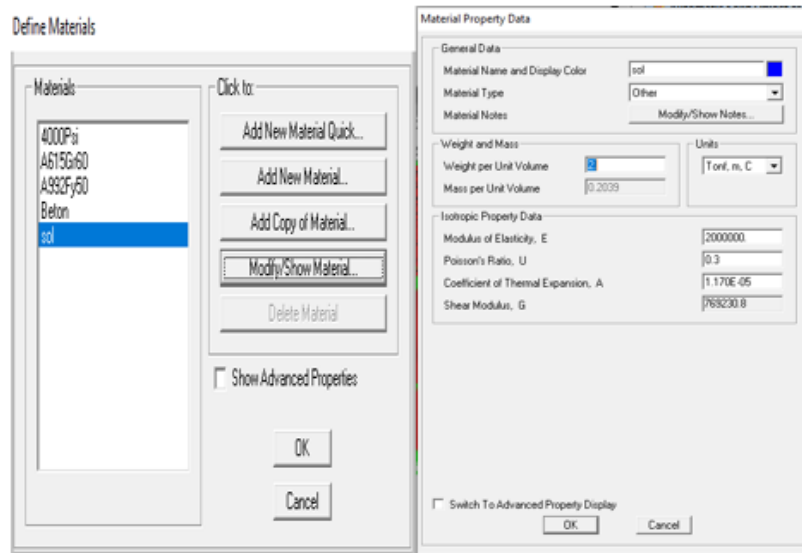 Define Materials
Materials
4000Psi
A615Gr60
A992Fy50
Beton
sol
Click to:
Add New Material Quick...
Add New Material...
Add Copy of Material...
Modify/Show Material...
Delete Material
Show Advanced Properties
OK
Cancel
Material Property Data
General Data
Material Name and Display Color sol
Material Type Other
Material Notes Modify/Show Notes...
Weight and Mass
Weight per Unit Volume 2.
Mass per Unit Volume 0.2039
Units
Tonf, m, C
Isotropic Property Data
Modulus of Elasticity, E 2000000.
Poisson's Ratio, U 0.3
Coefficient of Thermal Expansion, A 1.170E-05
Shear Modulus, G 769230.8
Switch To Advanced Property Display
OK
Cancel